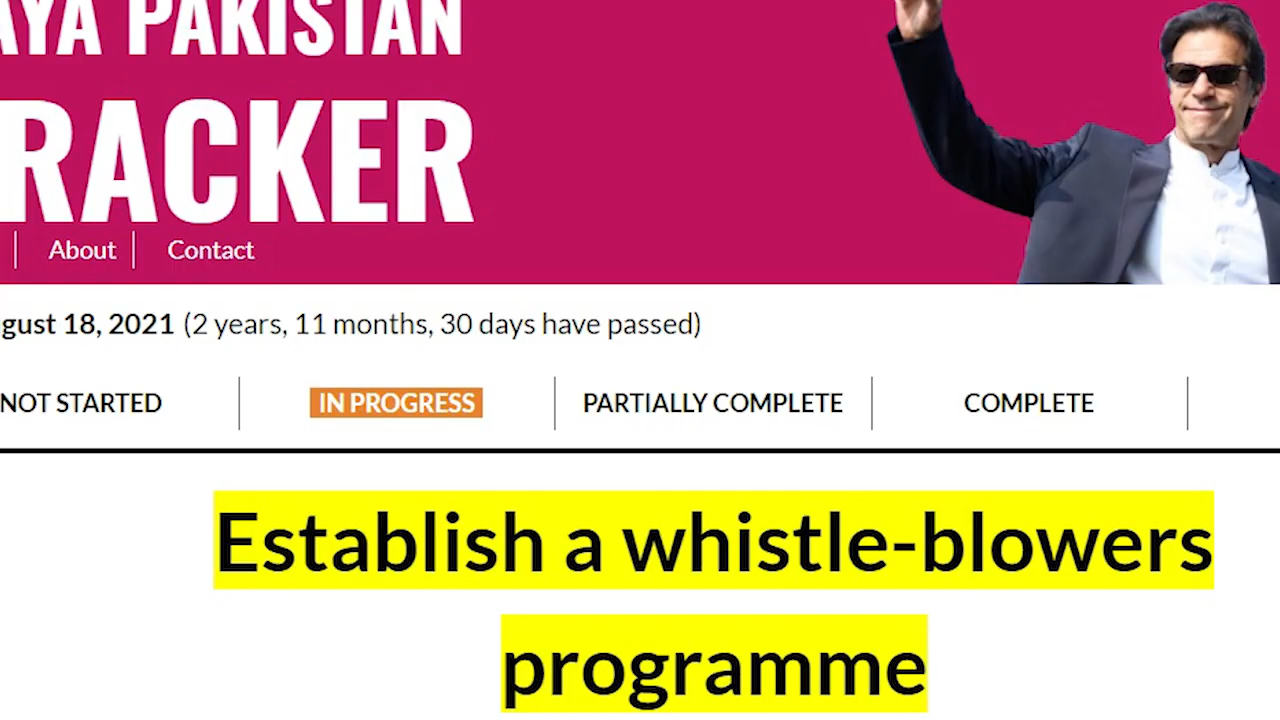 AYA PAKISTAN
RACKER
About Contact
gust 18, 2021 (2 years, 11 months, 30 days have passed)
NOT STARTED IN PROGRESS PARTIALLY COMPLETE COMPLETE
Establish a whistle-blowers
programme